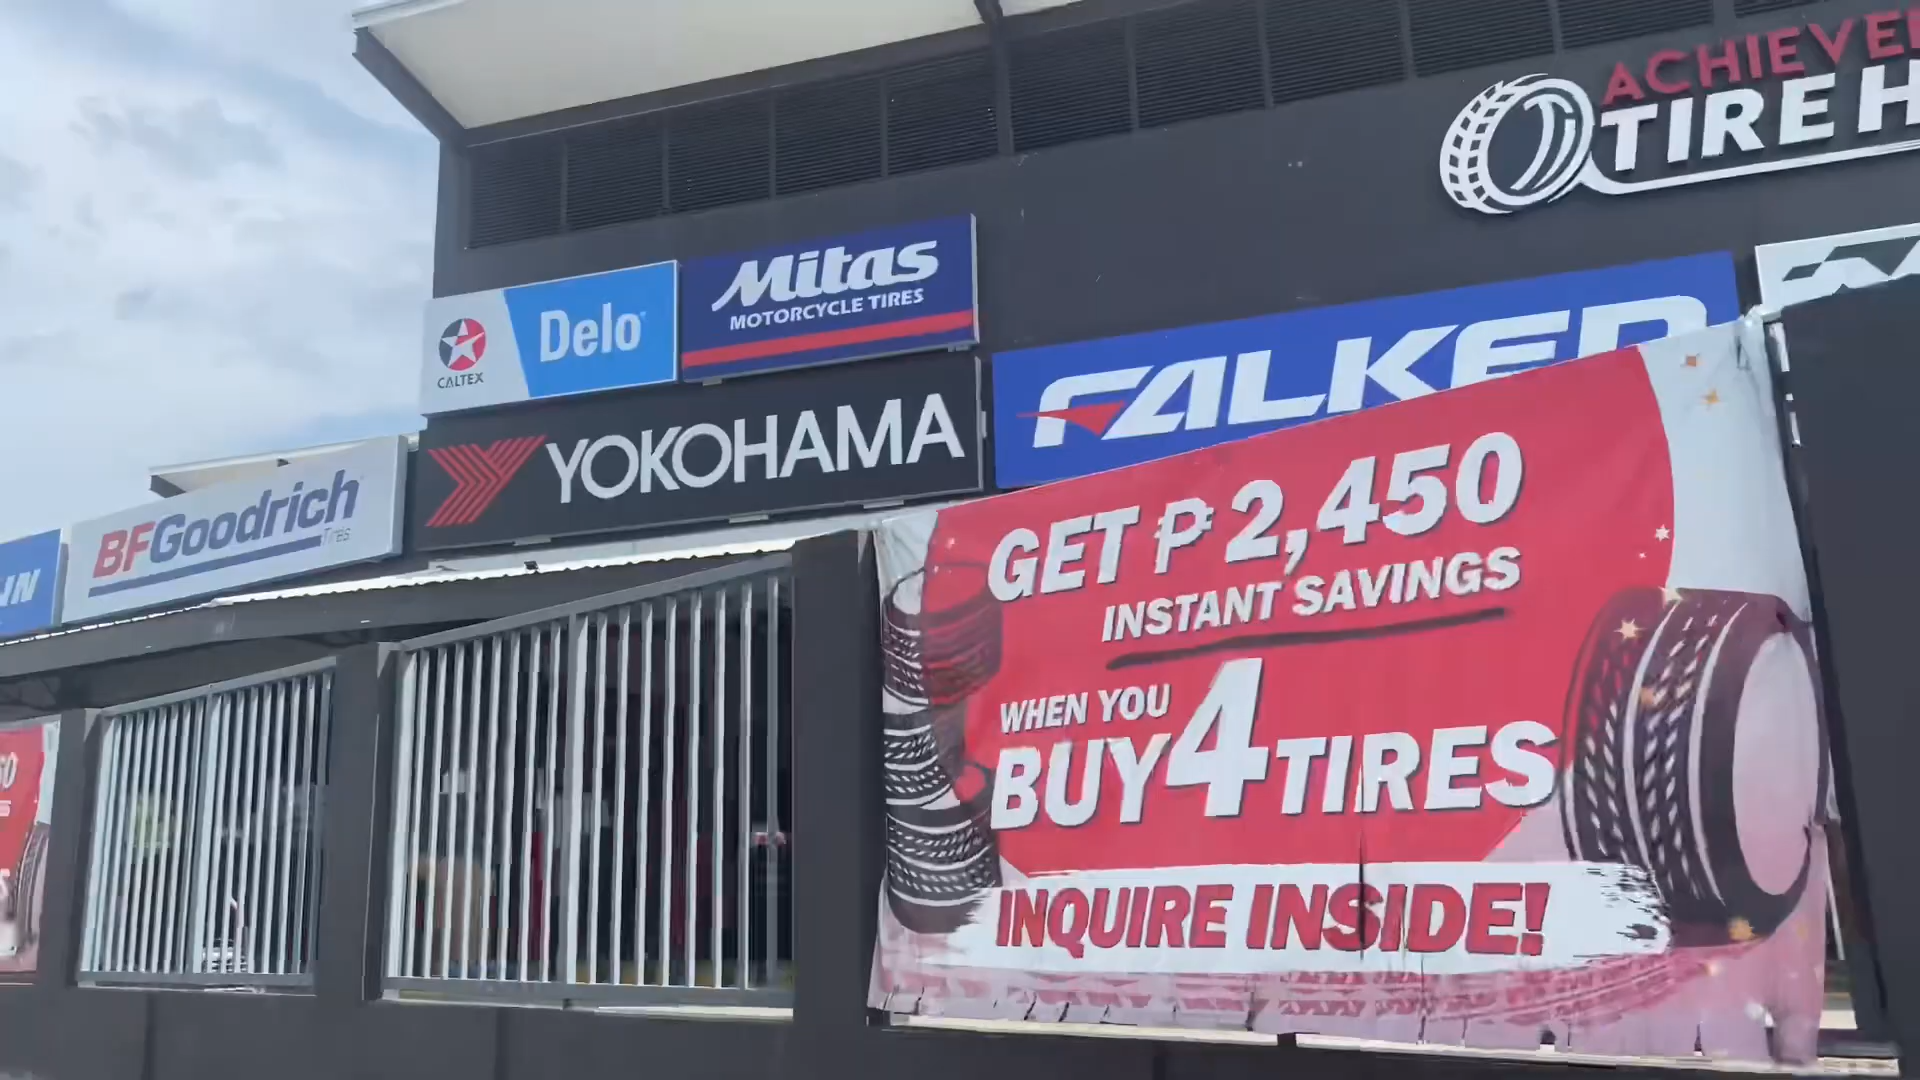 TIRE
Mitas
MOTORCYCLE TIRES
CALTEX
Delo
FALKEN
YOKOHAMA
BFGoodrich
Tires
GET ₱ 2,450
INSTANT SAVINGS
WHEN YOU
BUY 4 TIRES
INQUIRE INSIDE!